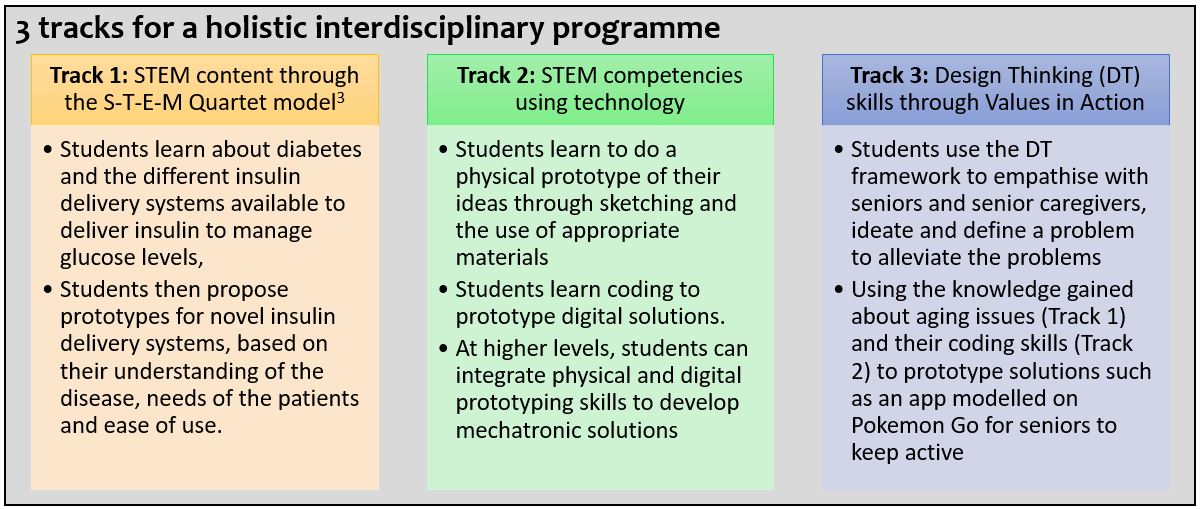 3 tracks for a holistic interdisciplinary programme
Track 1: STEM content through
the S-T-E-M Quartet model³
• Students learn about diabetes
and the different insulin
delivery systems available to
deliver insulin to manage
glucose levels,
• Students then propose
prototypes for novel insulin
delivery systems, based on
their understanding of the
disease, needs of the patients
and ease of use.
Track 2: STEM competencies
using technology
• Students learn to do a
physical prototype of their
ideas through sketching and
the use of appropriate
materials
• Students learn coding to
prototype digital solutions.
• At higher levels, students can
integrate physical and digital
prototyping skills to develop
mechatronic solutions
Track 3: Design Thinking (DT)
skills through Values in Action
• Students use the DT
framework to empathise with
seniors and senior caregivers,
ideate and define a problem
to alleviate the problems
• Using the knowledge gained
about aging issues (Track 1)
and their coding skills (Track
2) to prototype solutions such
as an app modelled on
Pokemon Go for seniors to
keep active